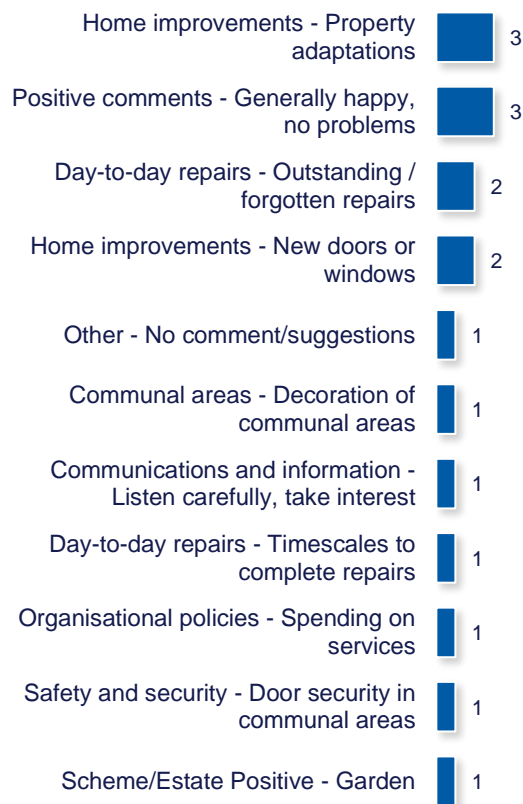 Home improvements - Property
adaptations
3
Positive comments - Generally happy,
no problems
3
Day-to-day repairs - Outstanding /
forgotten repairs
2
Home improvements - New doors or
windows
2
Other - No comment/suggestions
1
Communal areas - Decoration of
communal areas
1
Communications and information -
Listen carefully, take interest
1
Day-to-day repairs - Timescales to
complete repairs
1
Organisational policies - Spending on
services
1
Safety and security - Door security in
communal areas
1
Scheme/Estate Positive - Garden
1